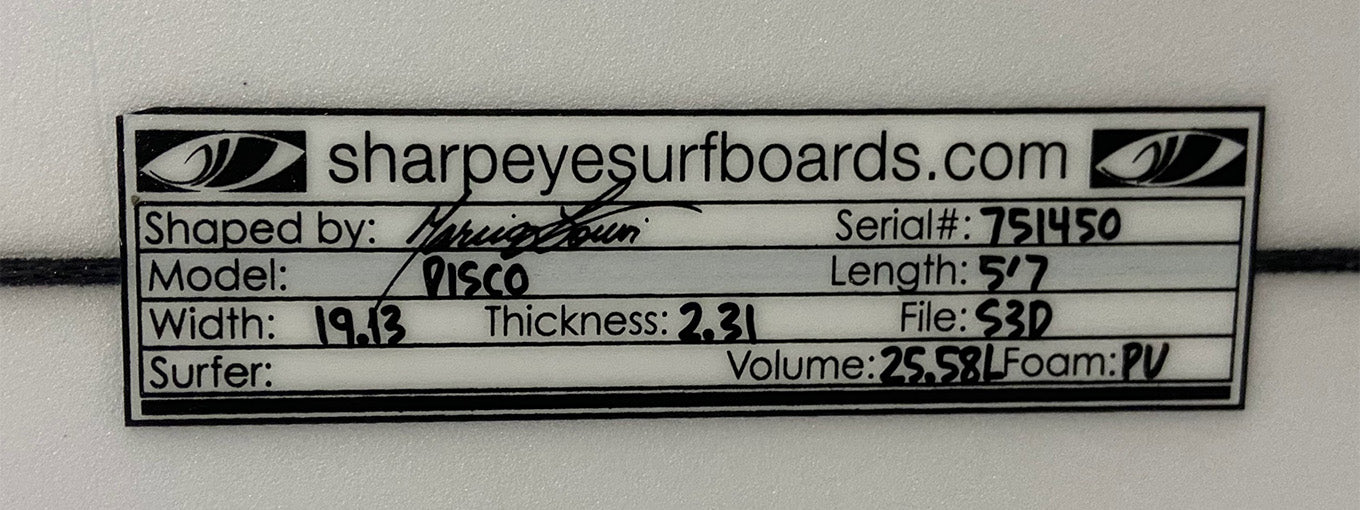 sharpeyesurfboards.com
Shaped by: Serial#: 751450
Model: DISCO Length: 5'7
Width: 19.13 Thickness: 2.31 File: S3D
Surfer: Volume: 25.58L Foam: PU